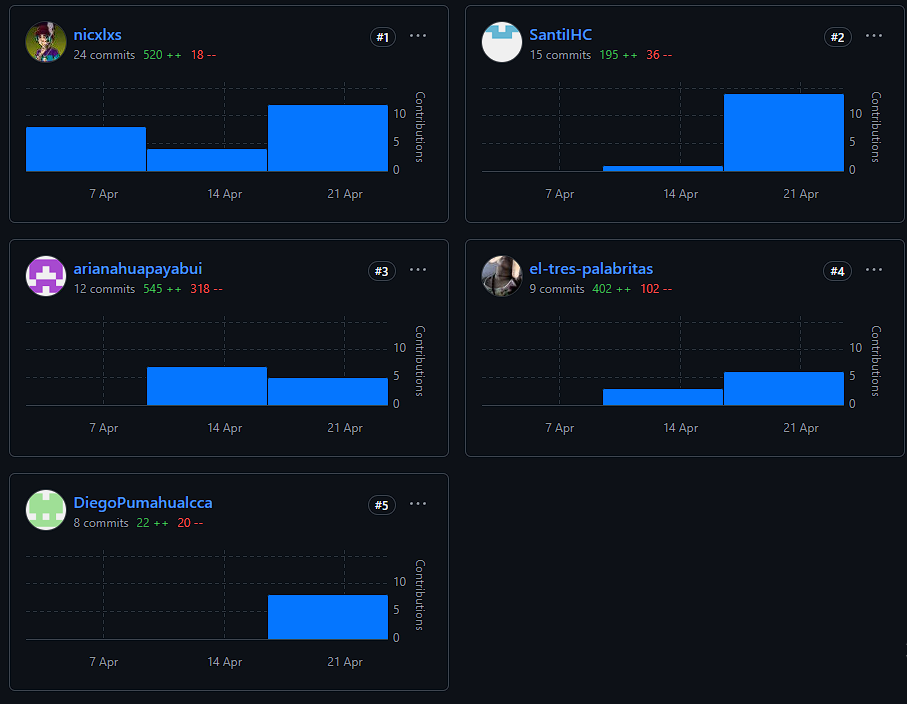 nicxlxs
#1
24 commits 520 ++ 18 --
Contributions
10
5
0
7 Apr 14 Apr 21 Apr
SantiIHC
#2
15 commits 195 ++ 36 --
Contributions
10
5
0
7 Apr 14 Apr 21 Apr
arianahuapayabui
#3
12 commits 545 ++ 318 --
Contributions
10
5
0
7 Apr 14 Apr 21 Apr
el-tres-palabritas
#4
9 commits 402 ++ 102 --
Contributions
10
5
0
7 Apr 14 Apr 21 Apr
DiegoPumahualcca
#5
8 commits 22 ++ 20 --
Contributions
10
5
0
7 Apr 14 Apr 21 Apr